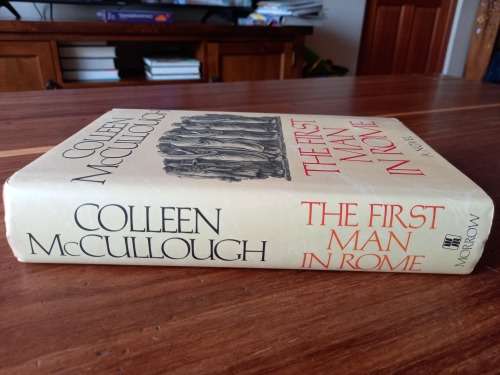 COLLEEN
McCULLOUGH
THE FIRST
MAN
IN ROME
A NOVEL
COLLEEN
McCULLOUGH
THE FIRST
MAN
IN ROME
MORROW